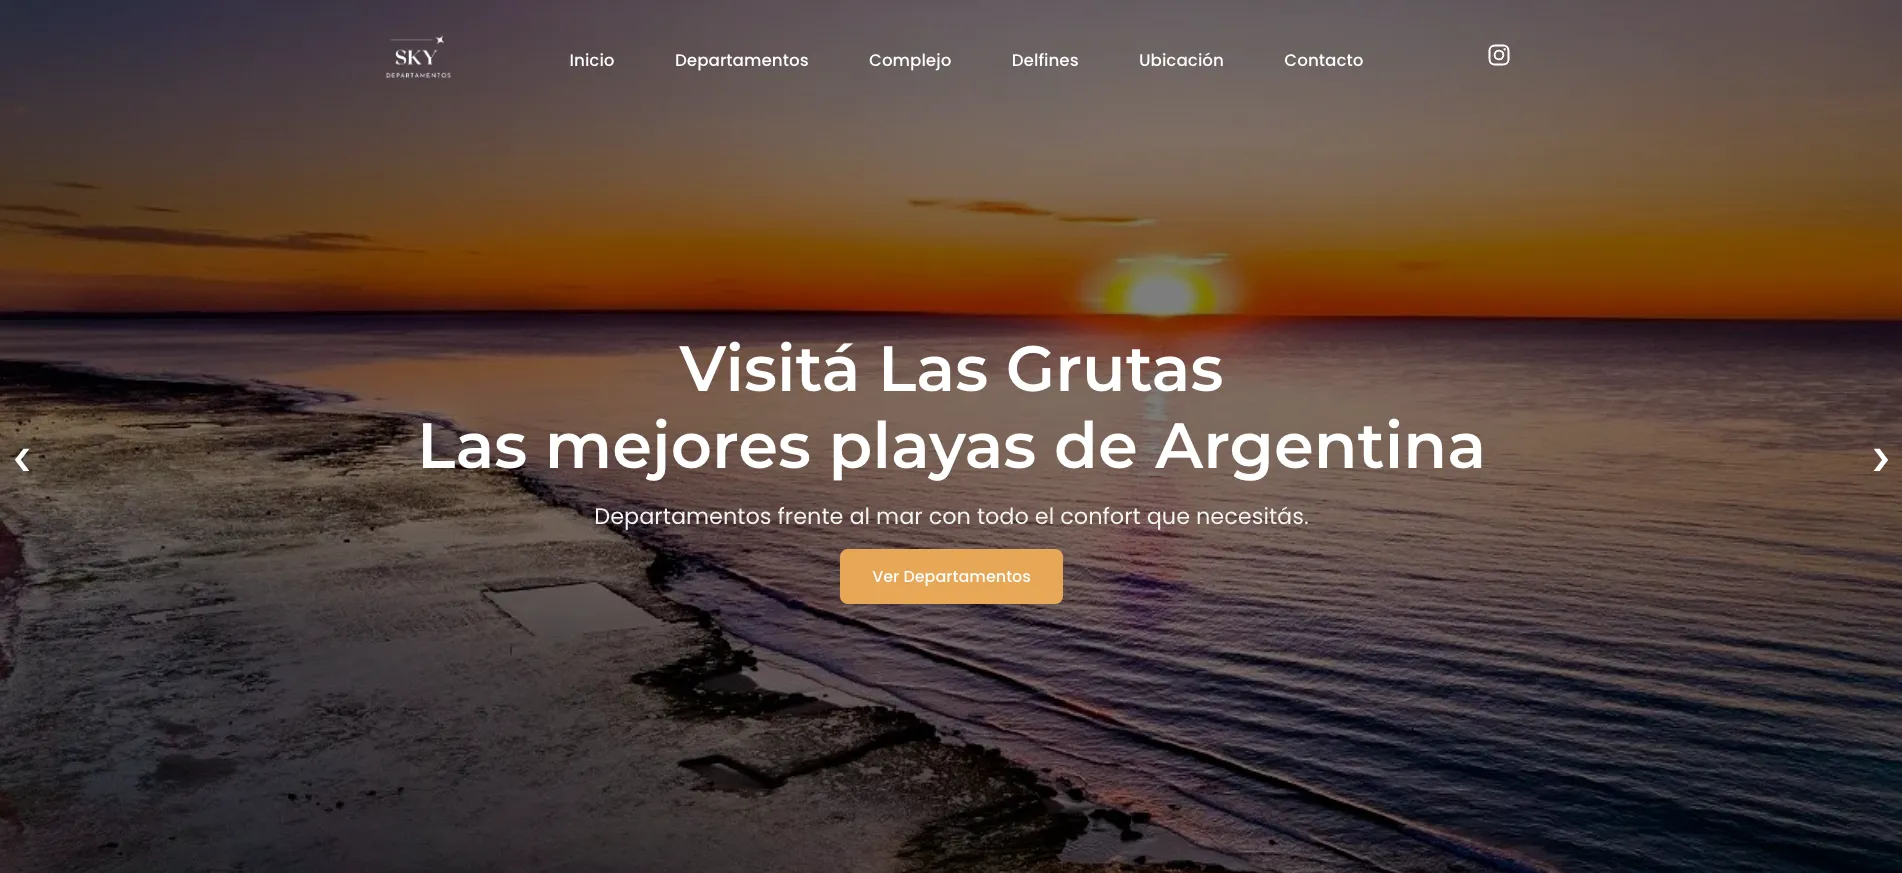 SKY
DEPARTAMENTOS
Inicio
Departamentos
Complejo
Delfines
Ubicación
Contacto
Visitá Las Grutas
Las mejores playas de Argentina
Departamentos frente al mar con todo el confort que necesitás.
Ver Departamentos